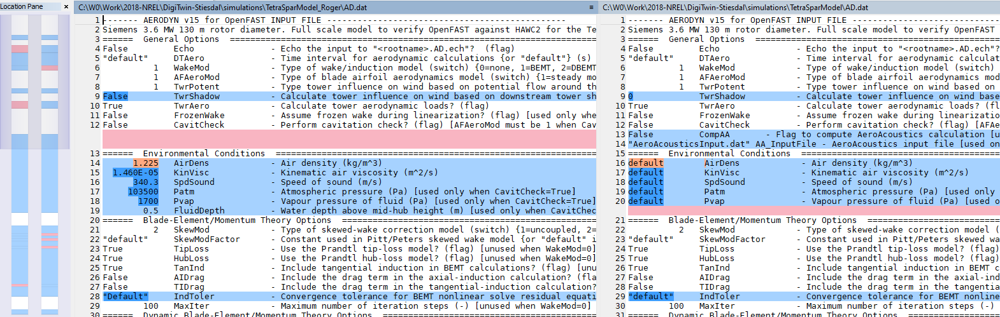 Location Pane ×
C:\W0\Work\2018-NREL\DigiTwin-Stiesdal\simulations\TetraSparModel_Roger\AD.dat
1 ------- AERODYN v15 for OpenFAST INPUT FILE -----------------------------------------------
2 Siemens 3.6 MW 130 m rotor diameter. Full scale model to verify OpenFAST against HAWC2 for the Te
3 ====== General Options ============================================================================
4 False Echo - Echo the input to "<rootname>.AD.ech"? (flag)
5 "default" DTAero - Time interval for aerodynamic calculations {or "default"} (s)
6 1 WakeMod - Type of wake/induction model (switch) {0=none, 1=BEMT, 2=DBEMT
7 1 AFAeroMod - Type of blade airfoil aerodynamics model (switch) {1=steady mo
8 1 TwrPotent - Type tower influence on wind based on potential flow around th
9 False TwrShadow - Calculate tower influence on wind based on downstream tower sh
10 True TwrAero - Calculate tower aerodynamic loads? (flag)
11 False FrozenWake - Assume frozen wake during linearization? (flag) [used only whe
12 False CavitCheck - Perform cavitation check? (flag) [AFAeroMod must be 1 when Cav
13 ====== Environmental Conditions ===============================================================
14 1.225 AirDens - Air density (kg/m^3)
15 1.460E-05 KinVisc - Kinematic air viscosity (m^2/s)
16 340.3 SpdSound - Speed of sound (m/s)
17 103500 Patm - Atmospheric pressure (Pa) [used only when CavitCheck=True]
18 1700 Pvap - Vapour pressure of fluid (Pa) [used only when CavitCheck=True]
19 0.5 FluidDepth - Water depth above mid-hub height (m) [used only when CavitChec
20 ====== Blade-Element/Momentum Theory Options ==========================================
21 2 SkewMod - Type of skewed-wake correction model (switch) {1=uncoupled, 2=
22 "default" SkewModFactor - Constant used in Pitt/Peters skewed wake model {or "default" i
23 True TipLoss - Use the Prandtl tip-loss model? (flag) [unused when WakeMod=0]
24 True HubLoss - Use the Prandtl hub-loss model? (flag) [unused when WakeMod=0]
25 True TanInd - Include tangential induction in BEMT calculations? (flag) [unu
26 False AIDrag - Include the drag term in the axial-induction calculation? (fla
27 False TIDrag - Include the drag term in the tangential-induction calculation?
28 "Default" IndToler - Convergence tolerance for BEMT nonlinear solve residual equati
29 100 MaxIter - Maximum number of iteration steps (-) [unused when WakeMod=0]
30 ====== Dynamic Blade-Element/Momentum Theory Options ==========================================
C:\W0\Work\2018-NREL\DigiTwin-Stiesdal\simulations\TetraSparModel\AD.dat
1 ------- AERODYN v15 for OpenFAST INPUT FILE -----------------------------
2 Siemens 3.6 MW 130 m rotor diameter. Full scale model to verify OpenFAST
3 ====== General Options ================================================
4 False Echo - Echo the input to "<rootname>.AD.ech"?
5 "default" DTAero - Time interval for aerodynamic calculat
6 1 WakeMod - Type of wake/induction model (switch)
7 1 AFAeroMod - Type of blade airfoil aerodynamics mod
8 1 TwrPotent - Type tower influence on wind based on
9 0 TwrShadow - Calculate tower influence on wind base
10 True TwrAero - Calculate tower aerodynamic loads? (fl
11 False FrozenWake - Assume frozen wake during linearizatio
12 False CavitCheck - Perform cavitation check? (flag) [AFAe
13 False CompAA - Flag to compute AeroAcoustics calculation [u
14 "AeroAcousticsInput.dat" AA_InputFile - AeroAcoustics input file [used on
15 ====== Environmental Conditions =======================================
16 default AirDens - Air density (kg/m^3)
17 default KinVisc - Kinematic air viscosity (m^2/s)
18 default SpdSound - Speed of sound (m/s)
19 default Patm - Atmospheric pressure (Pa) [used only
20 default Pvap - Vapour pressure of fluid (Pa) [used o
21 ====== Blade-Element/Momentum Theory Options ============================
22 2 SkewMod - Type of skewed-wake correction model (
23 "default" SkewModFactor - Constant used in Pitt/Peters skewed wa
24 True TipLoss - Use the Prandtl tip-loss model? (flag)
25 True HubLoss - Use the Prandtl hub-loss model? (flag)
26 True TanInd - Include tangential induction in BEMT c
27 False AIDrag - Include the drag term in the axial-ind
28 False TIDrag - Include the drag term in the tangentia
29 "default" IndToler - Convergence tolerance for BEMT nonline
30 100 MaxIter - Maximum number of iteration steps (-)
31 ====== Dynamic Blade-Element/Momentum Theory Options ====================